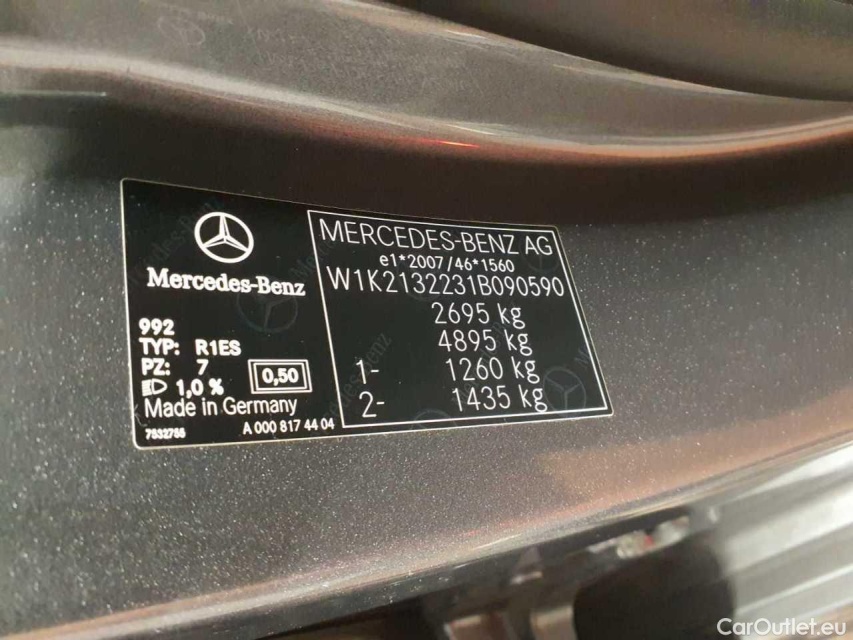 Mercedes-Benz
992
TYP: R1ES
PZ: 7
0,50
1,0 %
Made in Germany
7832786
A 000 817 44 04
MERCEDES-BENZ AG
e1*2007/46*1560
W1K2132231B090590
2695 kg
4895 kg
1- 1260 kg
2- 1435 kg
CarOutlet.eu